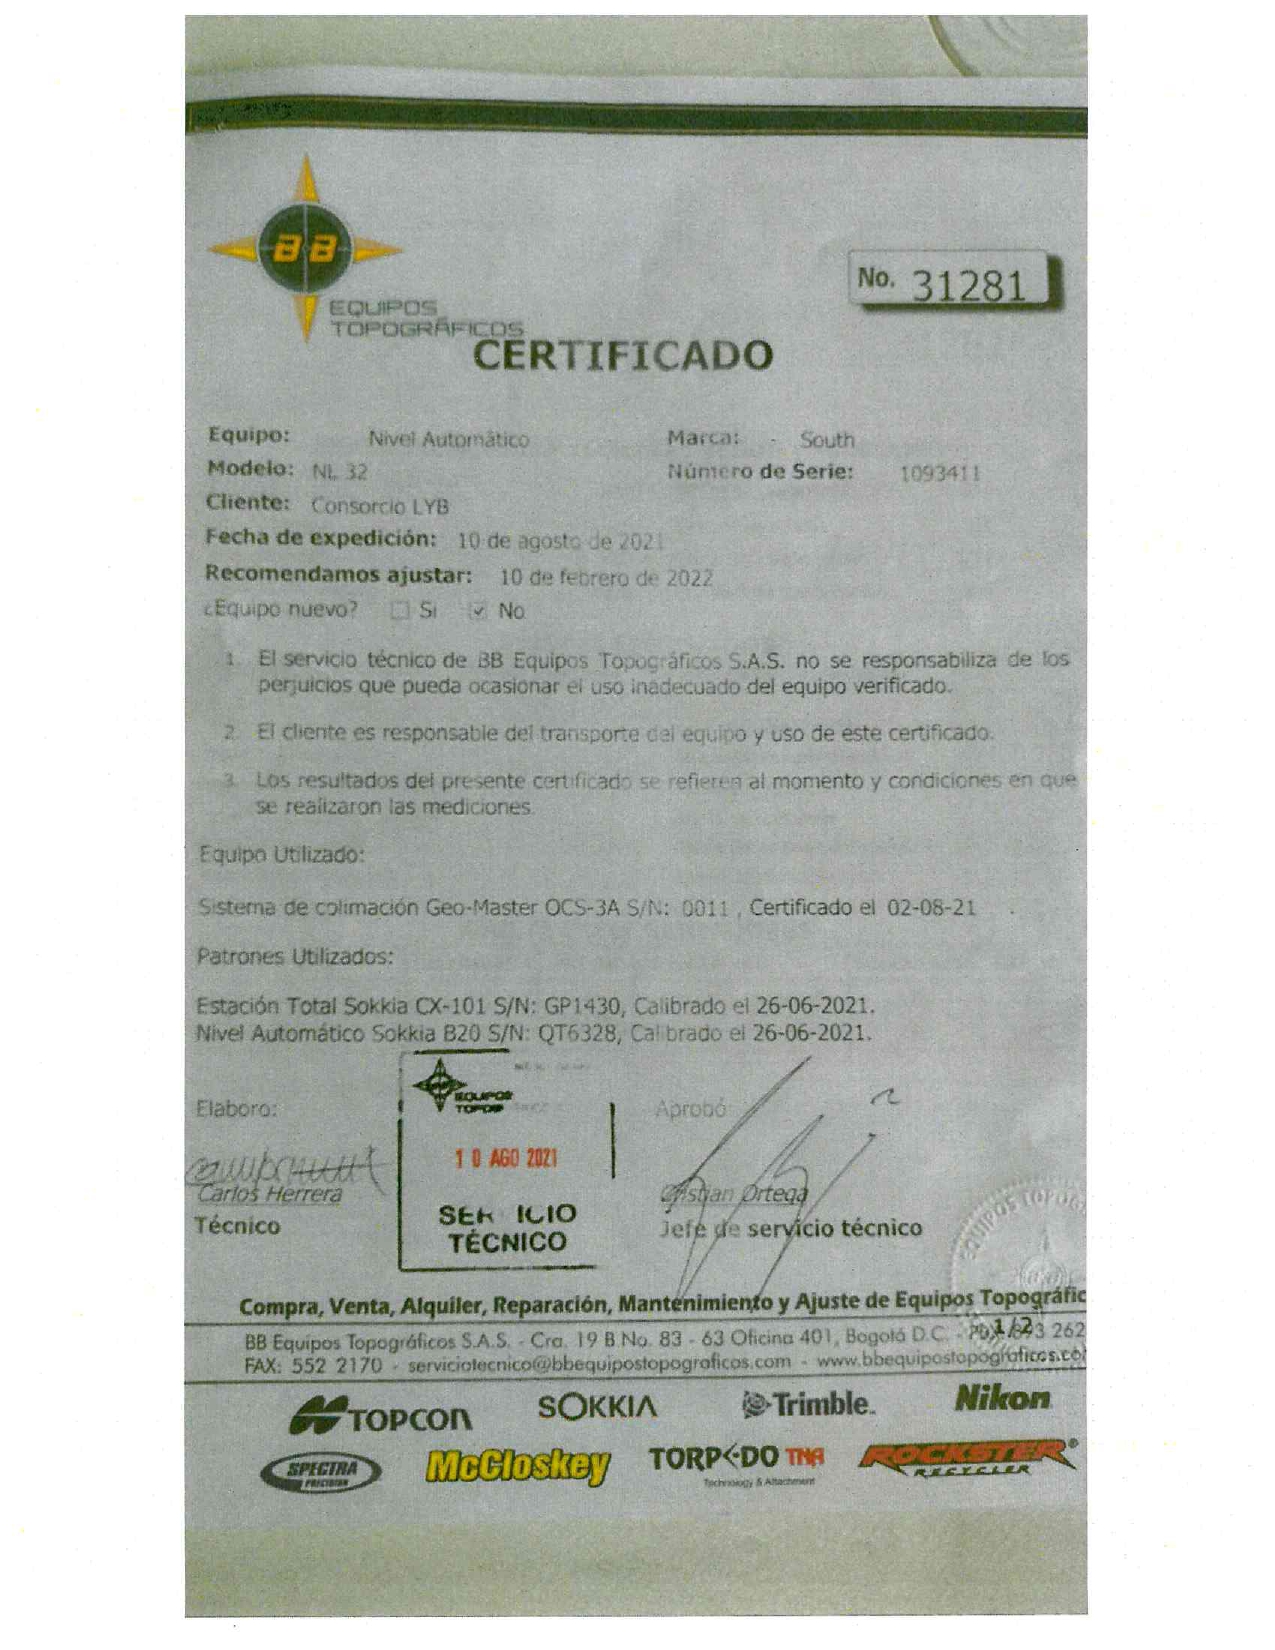 BB
EQUIPOS
TOPOGRÁFICOS
No. 31281
CERTIFICADO
Equipo: Nivel Automático Marca: - South
Modelo: NL 32 Número de Serie: 1093411
Cliente: Consorcio LYB
Fecha de expedición: 10 de agosto de 2021
Recomendamos ajustar: 10 de febrero de 2022
¿Equipo nuevo? Si No
1. El servicio técnico de BB Equipos Topográficos S.A.S. no se responsabiliza de los
perjuicios que pueda ocasionar el uso inadecuado del equipo verificado.
2. El cliente es responsable del transporte del equipo y uso de este certificado.
3. Los resultados del presente certificado se refieren al momento y condiciones en que
se realizaron las mediciones.
Equipo Utilizado:
Sistema de colimación Geo-Master OCS-3A S/N: 0011 , Certificado el 02-08-21 .
Patrones Utilizados:
Estación Total Sokkia CX-101 S/N: GP1430, Calibrado el 26-06-2021.
Nivel Automático Sokkia B20 S/N: QT6328, Calibrado el 26-06-2021.
EQUIPOS
Elaboro: Aprobó
10 AGO 2021
Carlos Herrera Cristian Ortega
Técnico Jefe de servicio técnico
SERVICIO
TÉCNICO
EQUIPOS TOPOG
Compra, Venta, Alquiler, Reparación, Mantenimiento y Ajuste de Equipos Topográfic
1/2
BB Equipos Topográficos S.A.S. - Cra. 19 B No. 83 - 63 Oficina 401, Bogotá D.C. - 262
FAX: 552 2170 - serviciotecnico@bbequipostopograficos.com - www.bbequipostopograficos.co
TOPCON SOKKIA Trimble. Nikon
SPECTRA PRECISION McCloskey TORPEDO TNA ROCKSTER®
Technology & Attachment RECYCLER